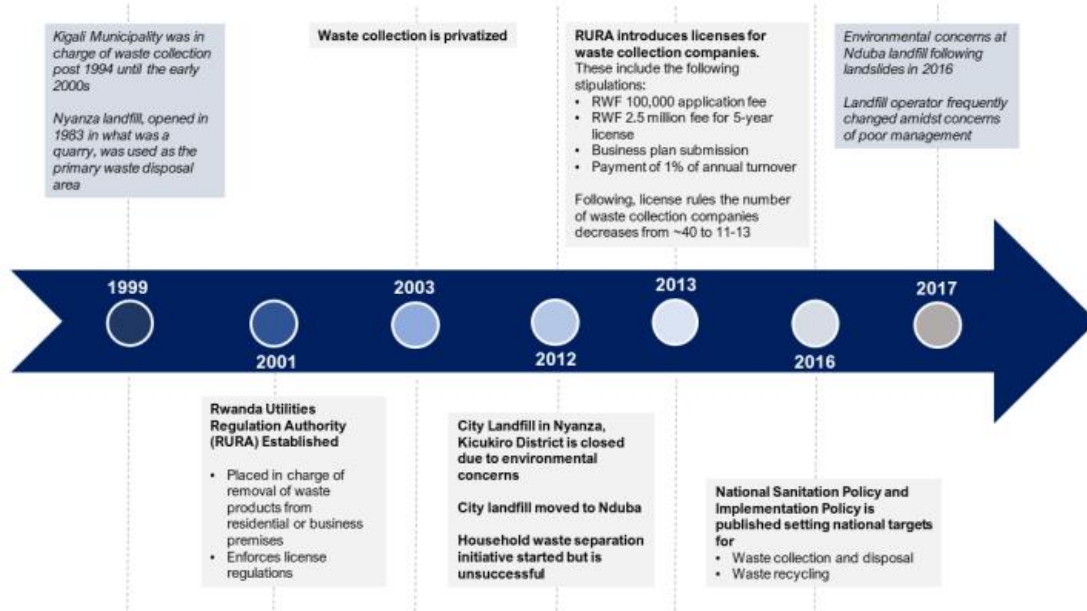 Kigali Municipality was in
charge of waste collection
post 1994 until the early
2000s
Nyanza landfill, opened in
1983 in what was a
quarry, was used as the
primary waste disposal
area
Waste collection is privatized
RURA introduces licenses for
waste collection companies.
These include the following
stipulations:
• RWF 100,000 application fee
• RWF 2.5 million fee for 5-year
license
• Business plan submission
• Payment of 1% of annual turnover
Following, license rules the number
of waste collection companies
decreases from ~40 to 11-13
Environmental concerns at
Nduba landfill following
landslides in 2016
Landfill operator frequently
changed amidst concerns
of poor management
1999
2001
2003
2012
2013
2016
2017
Rwanda Utilities
Regulation Authority
(RURA) Established
• Placed in charge of
removal of waste
products from
residential or business
premises
• Enforces license
regulations
City Landfill in Nyanza,
Kicukiro District is closed
due to environmental
concerns
City landfill moved to Nduba
Household waste separation
initiative started but is
unsuccessful
National Sanitation Policy and
Implementation Policy is
published setting national targets
for
• Waste collection and disposal
• Waste recycling